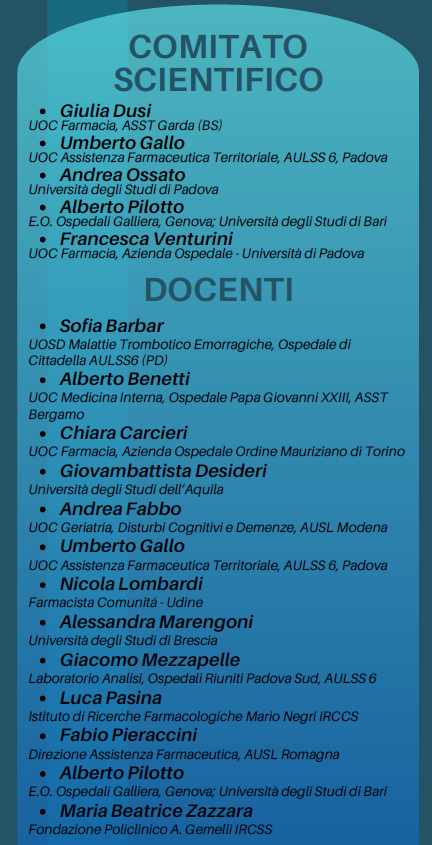 COMITATO
SCIENTIFICO
• Giulia Dusi
UOC Farmacia, ASST Garda (BS)
• Umberto Gallo
UOC Assistenza Farmaceutica Territoriale, AULSS 6, Padova
• Andrea Ossato
Università degli Studi di Padova
• Alberto Pilotto
E.O. Ospedali Galliera, Genova; Università degli Studi di Bari
• Francesca Venturini
UOC Farmacia, Azienda Ospedale - Università di Padova
DOCENTI
• Sofia Barbar
UOSD Malattie Trombotico Emorragiche, Ospedale di
Cittadella AULSS6 (PD)
• Alberto Benetti
UOC Medicina Interna, Ospedale Papa Giovanni XXIII, ASST
Bergamo
• Chiara Carcieri
UOC Farmacia, Azienda Ospedale Ordine Mauriziano di Torino
• Giovambattista Desideri
Università degli Studi dell'Aquila
• Andrea Fabbo
UOC Geriatria, Disturbi Cognitivi e Demenze, AUSL Modena
• Umberto Gallo
UOC Assistenza Farmaceutica Territoriale, AULSS 6, Padova
• Nicola Lombardi
Farmacista Comunitá - Udine
• Alessandra Marengoni
Università degli Studi di Brescia
• Giacomo Mezzapelle
Laboratorio Analisi, Ospedali Riuniti Padova Sud, AULSS 6
• Luca Pasina
Istituto di Ricerche Farmacologiche Mario Negri IRCCS
• Fabio Pieraccini
Direzione Assistenza Farmaceutica, AUSL Romagna
• Alberto Pilotto
E.O. Ospedali Galliera, Genova; Università degli Studi di Bari
• Maria Beatrice Zazzara
Fondazione Policlinico A. Gemelli IRCSS